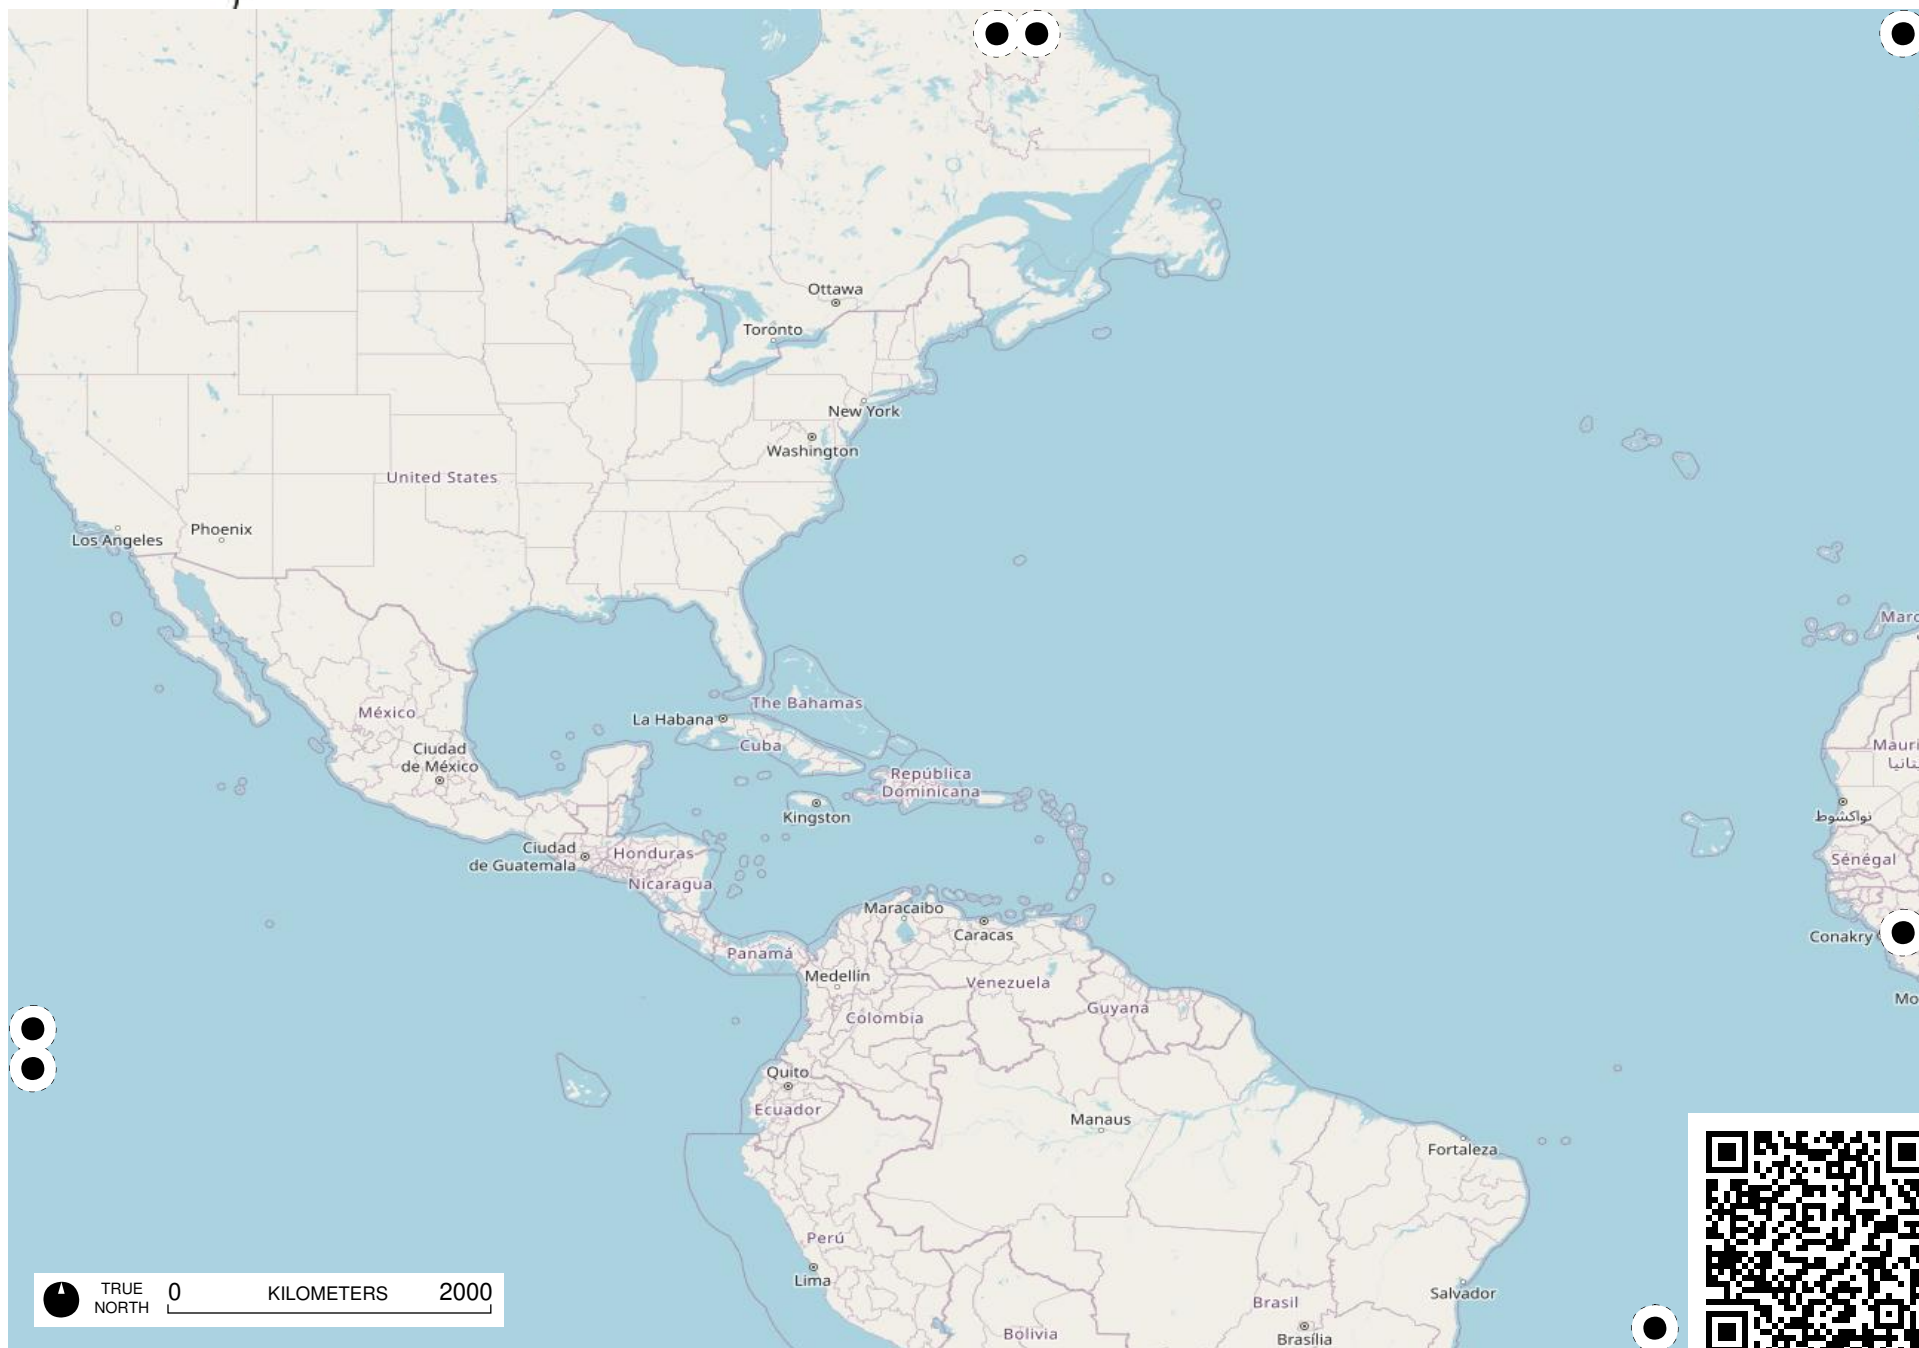 Ottawa
Toronto
New York
Washington
United States
Los Angeles
Phoenix
México
Ciudad
de México
La Habana
The Bahamas
Cuba
República
Dominicana
Kingston
Ciudad
de Guatemala
Honduras
Nicaragua
Maracaibo
Caracas
Panamá
Medellín
Venezuela
Colombia
Guyana
Quito
Ecuador
Manaus
Fortaleza
Perú
Lima
Salvador
Brasil
Brasília
Bolivia
Maro
Mauri
نواكشوط
Sénégal
Conakry
Mo
TRUE
NORTH
0 KILOMETERS 2000